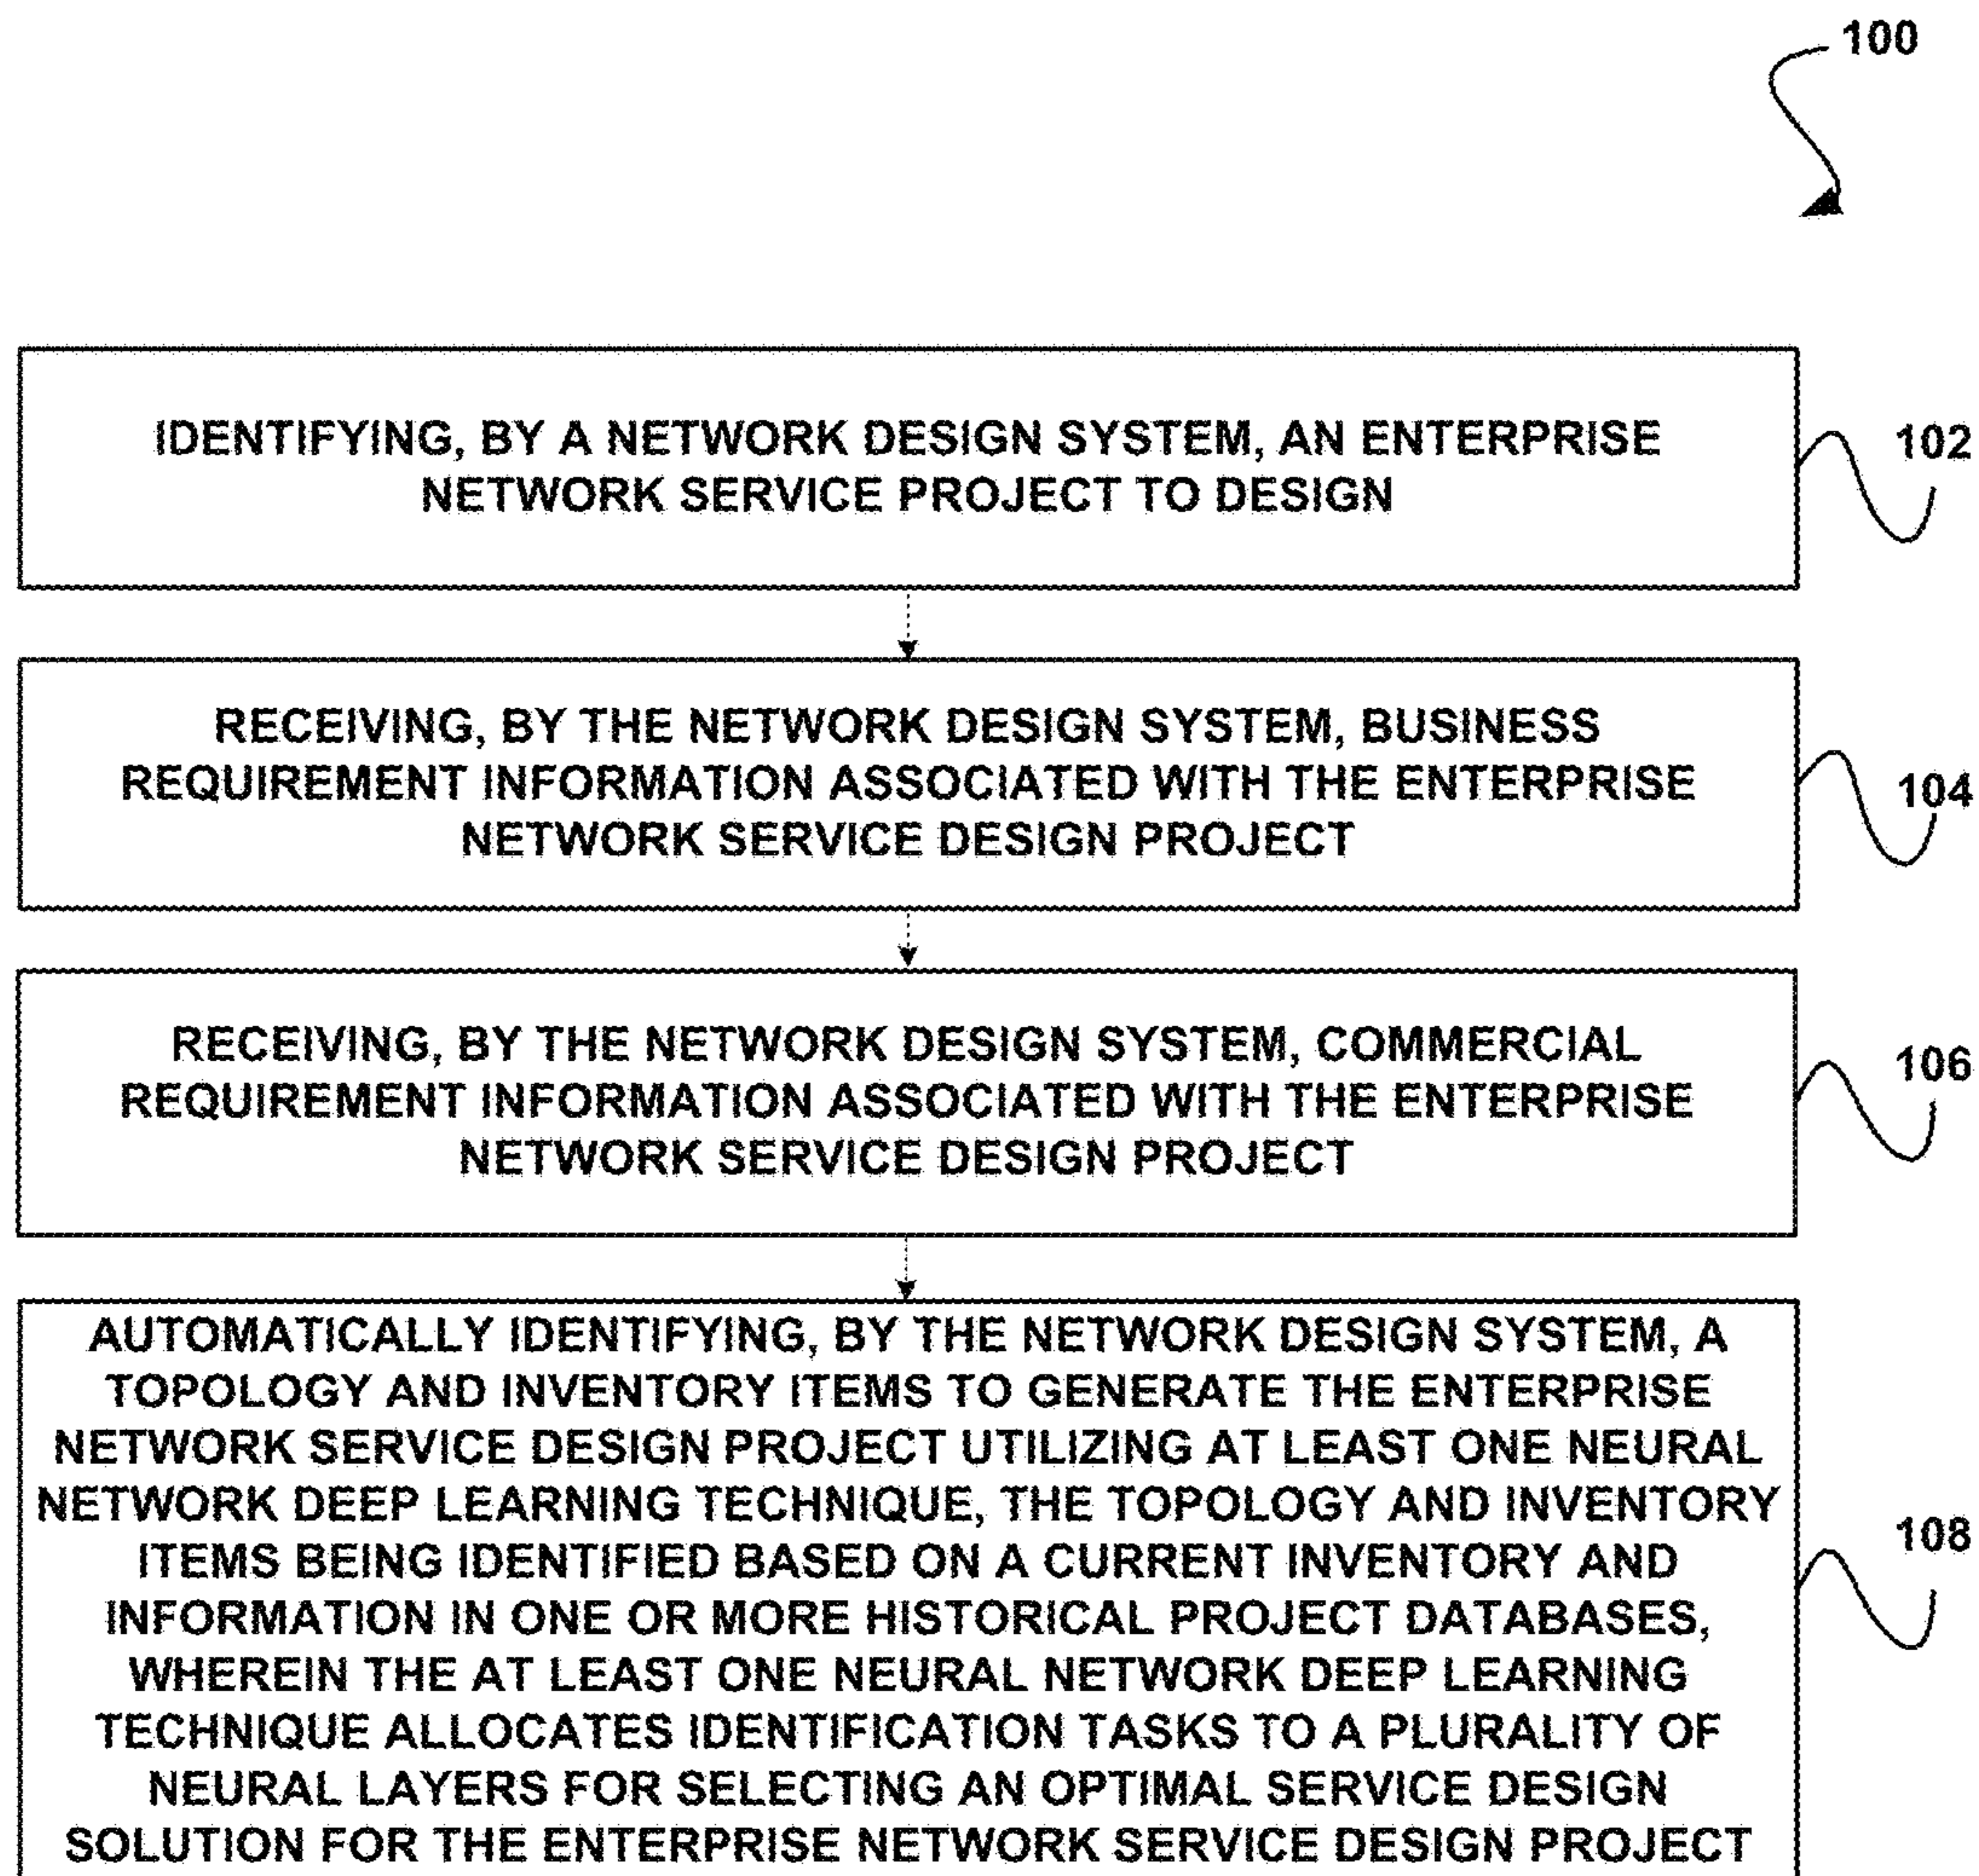 100
IDENTIFYING, BY A NETWORK DESIGN SYSTEM, AN ENTERPRISE
NETWORK SERVICE PROJECT TO DESIGN
102
RECEIVING, BY THE NETWORK DESIGN SYSTEM, BUSINESS
REQUIREMENT INFORMATION ASSOCIATED WITH THE ENTERPRISE
NETWORK SERVICE DESIGN PROJECT
104
RECEIVING, BY THE NETWORK DESIGN SYSTEM, COMMERCIAL
REQUIREMENT INFORMATION ASSOCIATED WITH THE ENTERPRISE
NETWORK SERVICE DESIGN PROJECT
106
AUTOMATICALLY IDENTIFYING, BY THE NETWORK DESIGN SYSTEM, A
TOPOLOGY AND INVENTORY ITEMS TO GENERATE THE ENTERPRISE
NETWORK SERVICE DESIGN PROJECT UTILIZING AT LEAST ONE NEURAL
NETWORK DEEP LEARNING TECHNIQUE, THE TOPOLOGY AND INVENTORY
ITEMS BEING IDENTIFIED BASED ON A CURRENT INVENTORY AND
INFORMATION IN ONE OR MORE HISTORICAL PROJECT DATABASES,
WHEREIN THE AT LEAST ONE NEURAL NETWORK DEEP LEARNING
TECHNIQUE ALLOCATES IDENTIFICATION TASKS TO A PLURALITY OF
NEURAL LAYERS FOR SELECTING AN OPTIMAL SERVICE DESIGN
SOLUTION FOR THE ENTERPRISE NETWORK SERVICE DESIGN PROJECT
108